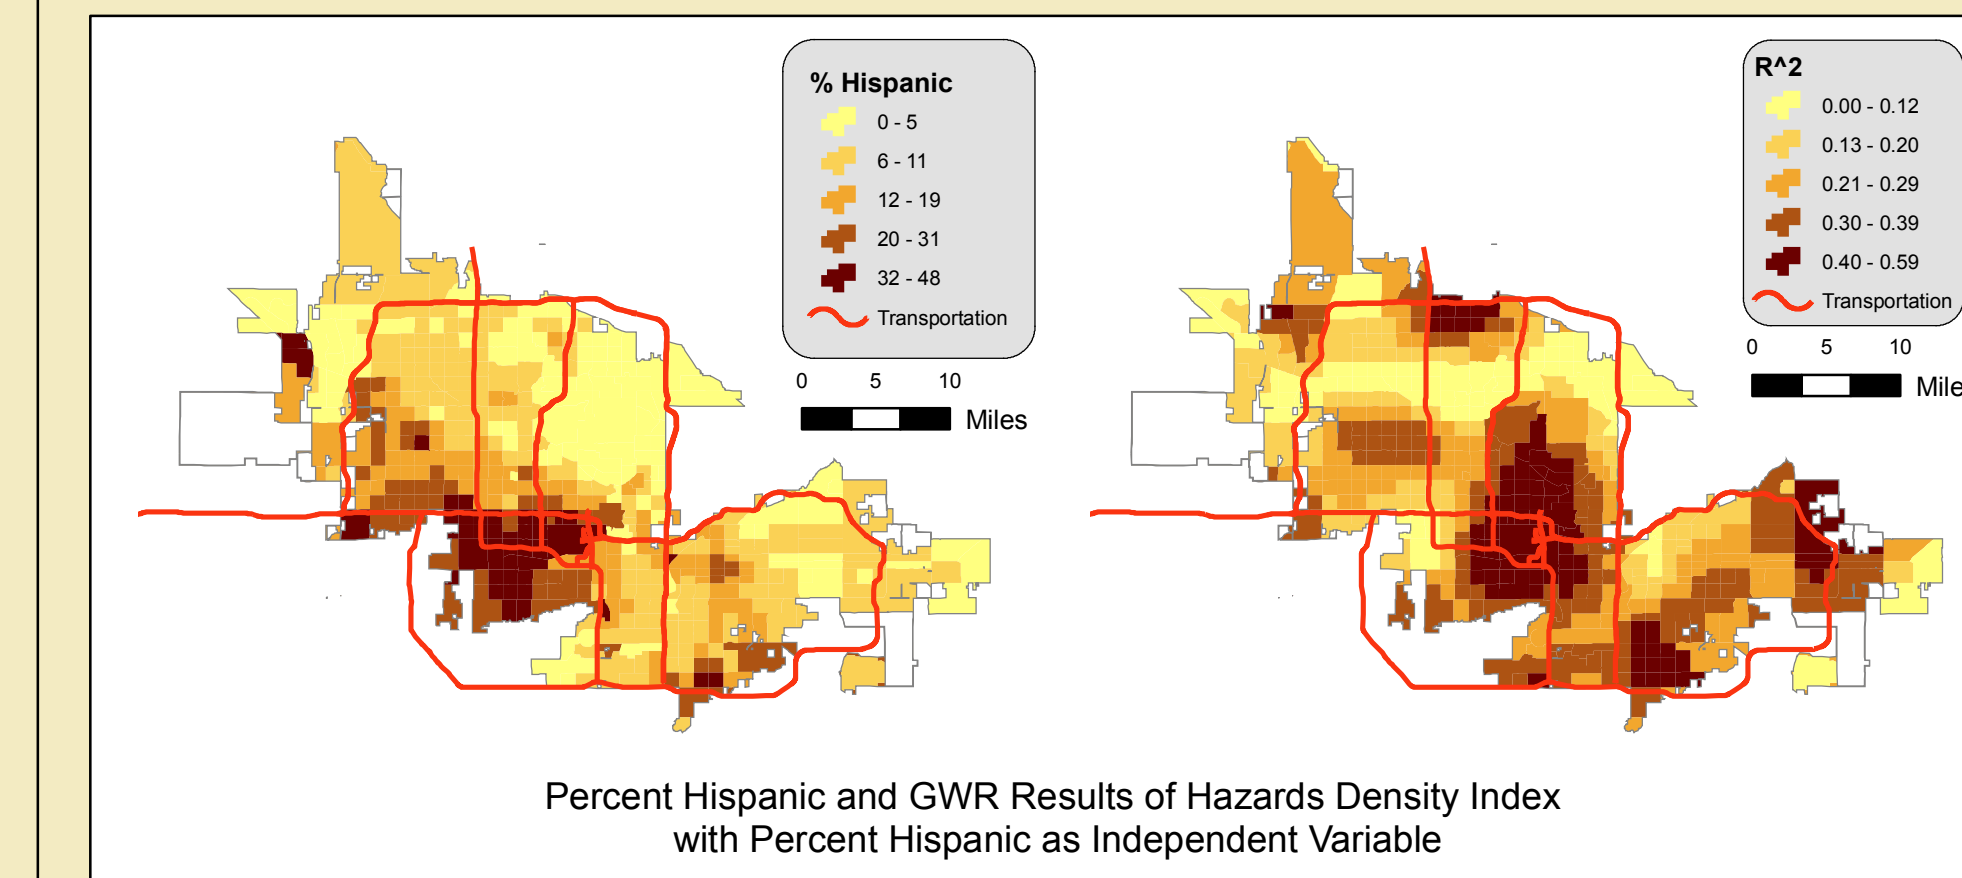 % Hispanic
0 - 5
6 - 11
12 - 19
20 - 31
32 - 48
Transportation
0 5 10
Miles
R^2
0.00 - 0.12
0.13 - 0.20
0.21 - 0.29
0.30 - 0.39
0.40 - 0.59
Transportation
0 5 10
Mile
Percent Hispanic and GWR Results of Hazards Density Index
with Percent Hispanic as Independent Variable